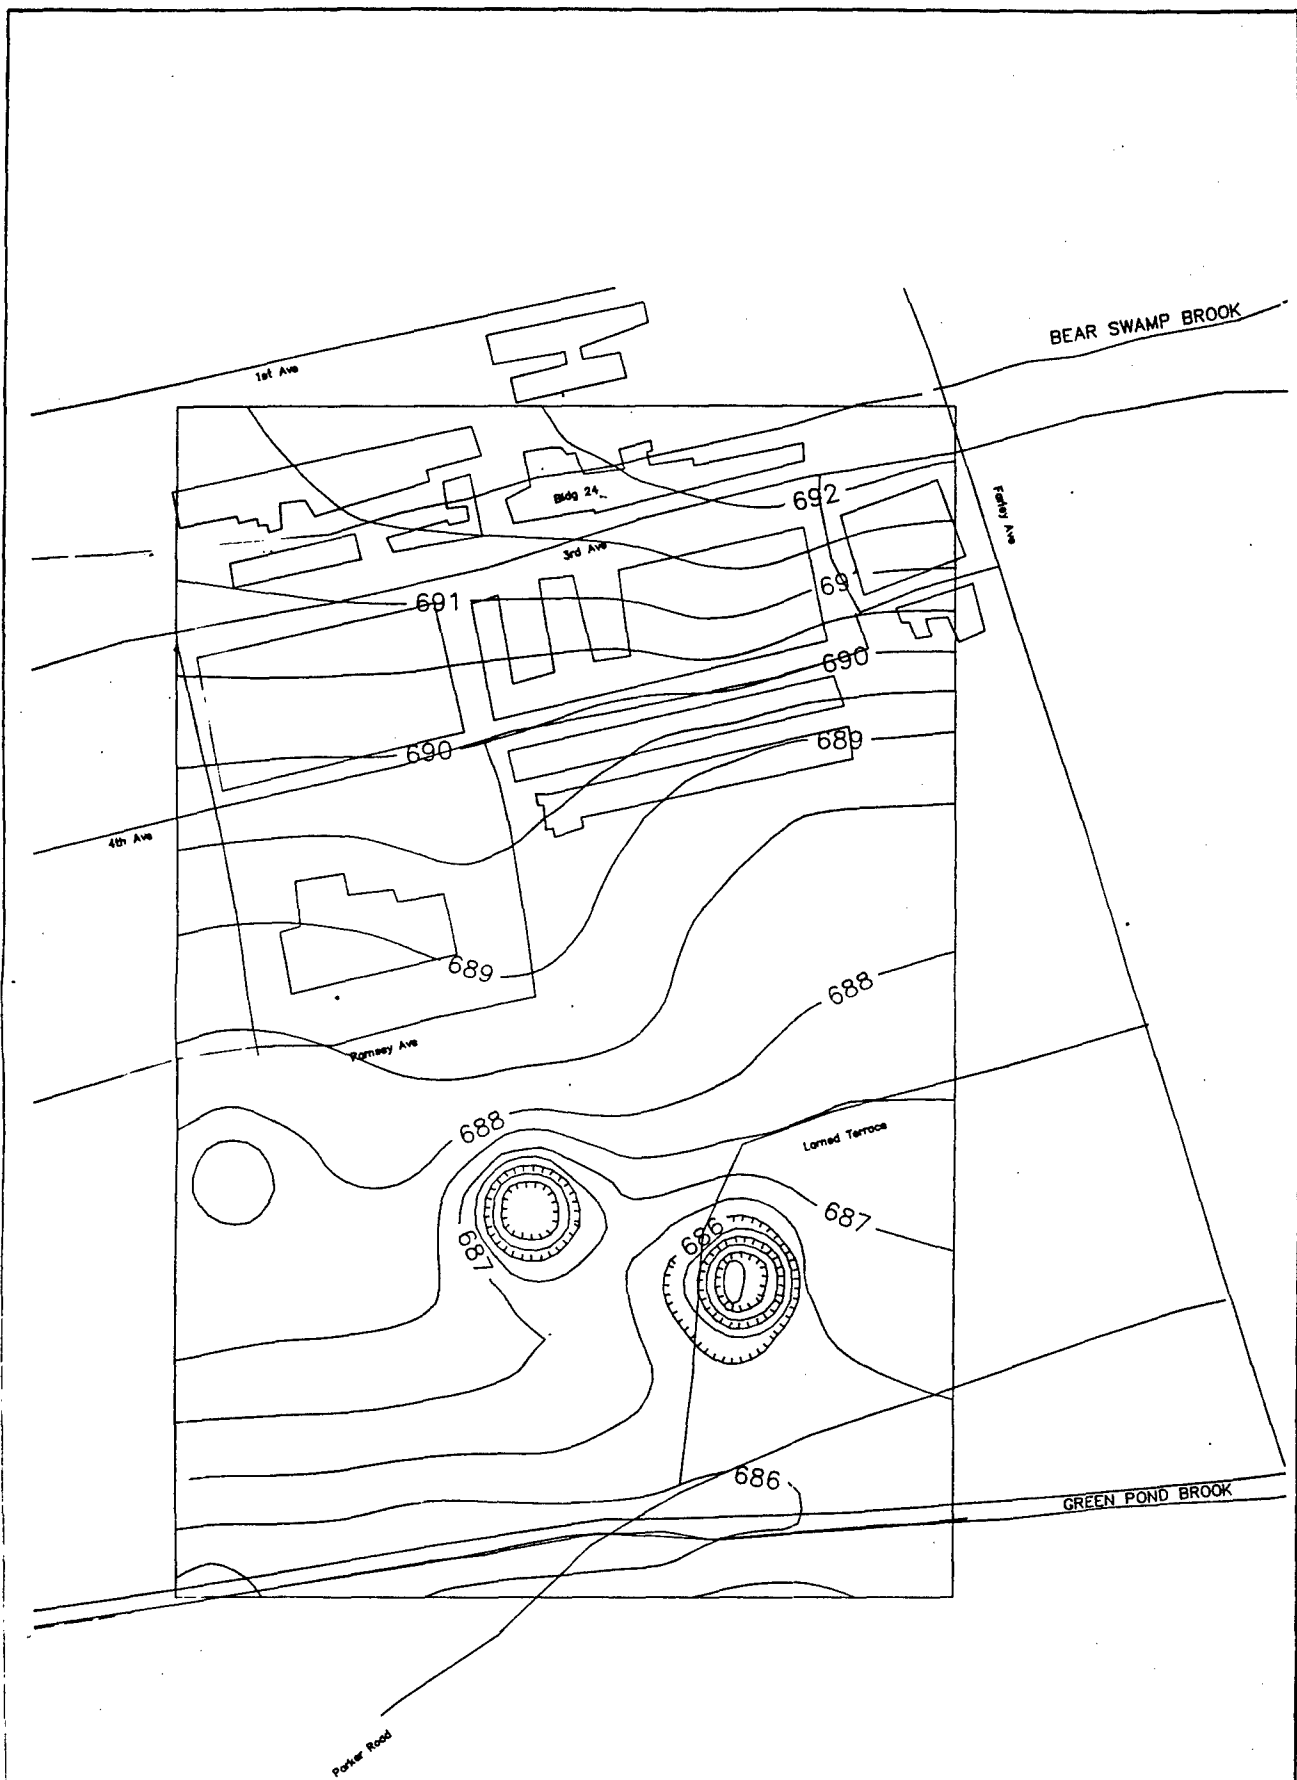 BEAR SWAMP BROOK
1st Ave
Bldg 24
692
Farley Ave
3rd Ave
691
691
690
690
689
4th Ave
689
688
Ramsey Ave
688
Larned Terrace
687
686
687
686
GREEN POND BROOK
Parker Road